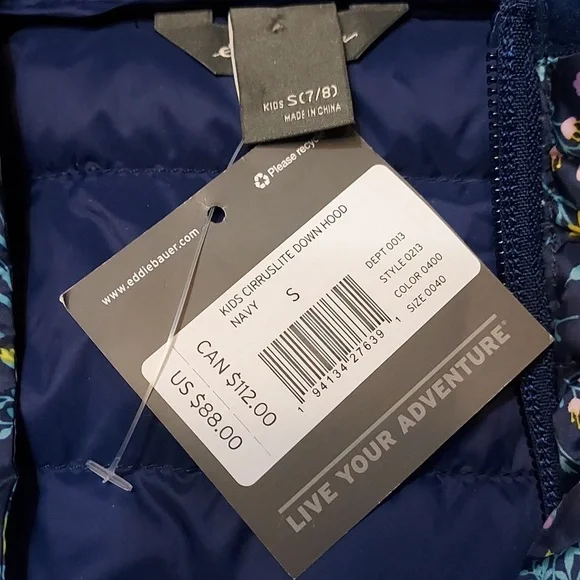 KIDS S(7/8)
MADE IN CHINA
Please recyc
www.eddiebauer.com
KIDS CIRRUSLITE DOWN HOOD
NAVY S
DEPT 0013
STYLE 0213
COLOR 0400
SIZE 0040
1 94134 27639 1
CAN $112.00
US $88.00
LIVE YOUR ADVENTURE®